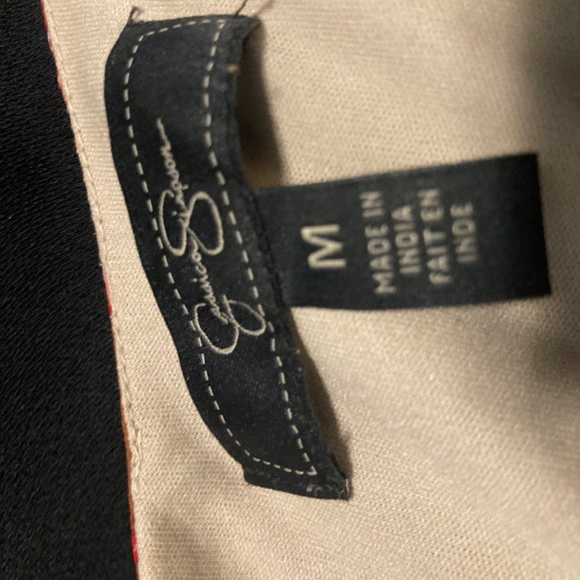 Jessica Simpson
M
MADE IN
INDIA
FAIT EN
INDE